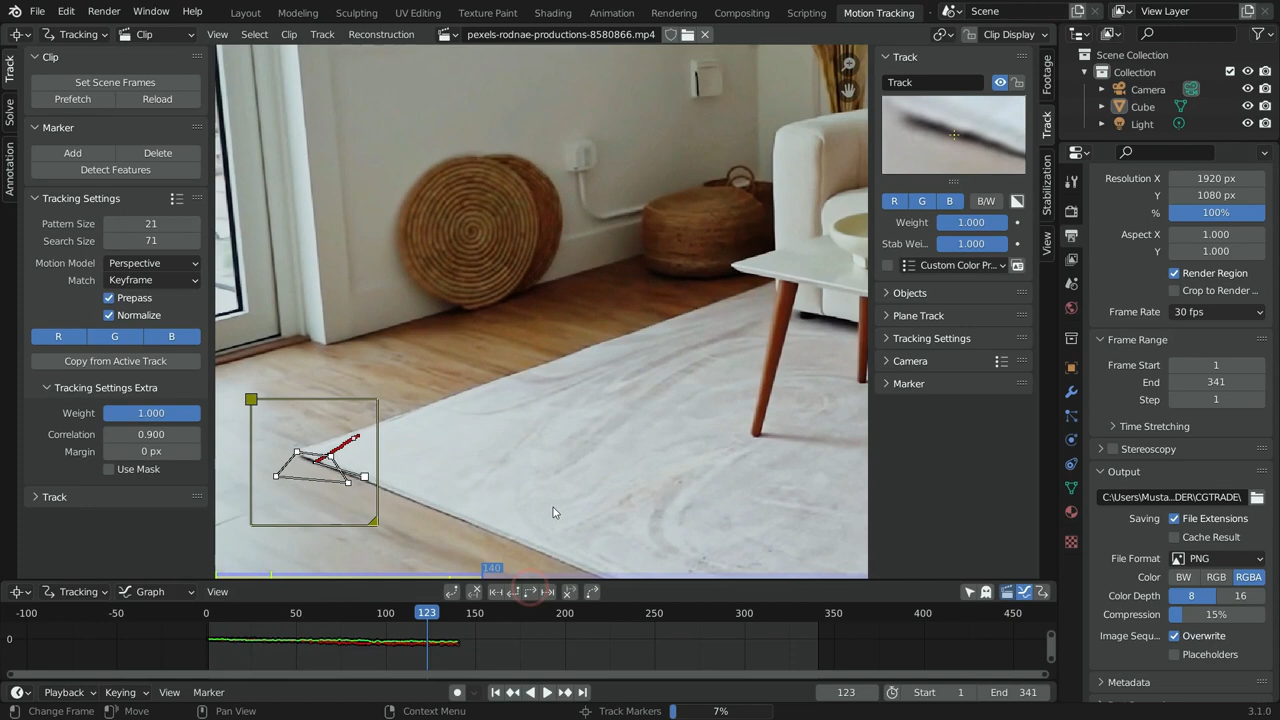 File Edit Render Window Help Layout Modeling Sculpting UV Editing Texture Paint Shading Animation Rendering Compositing Scripting Motion Tracking Scene View Layer
Tracking Clip View Select Clip Track Reconstruction pexels-rodnae-productions-8580866.mp4 Clip Display
Clip
Set Scene Frames
Prefetch Reload
Marker
Add Delete
Detect Features
Tracking Settings
Pattern Size 21
Search Size 71
Motion Model Perspective
Match Keyframe
Prepass
Normalize
R G B
Copy from Active Track
Tracking Settings Extra
Weight 1.000
Correlation 0.900
Margin 0 px
Use Mask
Track
Track
Solve
Annotation
140
Track
Track
R G B B/W
Weight 1.000
Stab Wei... 1.000
Custom Color Pr...
Objects
Plane Track
Tracking Settings
Camera
Marker
Footage
Track
Stabilization
View
Scene Collection
Collection
Camera
Cube
Light
Resolution X 1920 px
Y 1080 px
% 100%
Aspect X 1.000
Y 1.000
Render Region
Crop to Render ...
Frame Rate 30 fps
Frame Range
Frame Start 1
End 341
Step 1
Time Stretching
Stereoscopy
Output
C:\Users\Musta...DER\CGTRADE\
Saving File Extensions
Cache Result
File Format PNG
Color BW RGB RGBA
Color Depth 8 16
Compression 15%
Image Sequ... Overwrite
Placeholders
Metadata
Tracking Graph View
-100 -50 0 50 100 123 150 200 250 300 350 400 450
0
Playback Keying View Marker 123 Start 1 End 341
Change Frame Move Pan View Context Menu Track Markers 7% 3.1.0